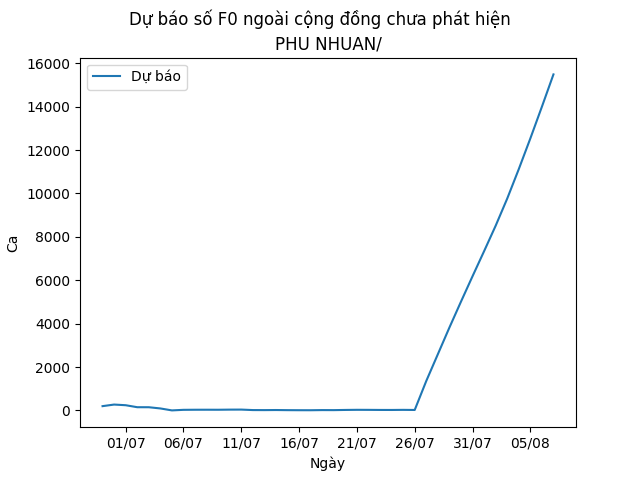 Dự báo số F0 ngoài cộng đồng chưa phát hiện
PHU NHUAN/
Dự báo
16000
14000
12000
10000
8000
6000
4000
2000
0
Ca
01/07 06/07 11/07 16/07 21/07 26/07 31/07 05/08
Ngày